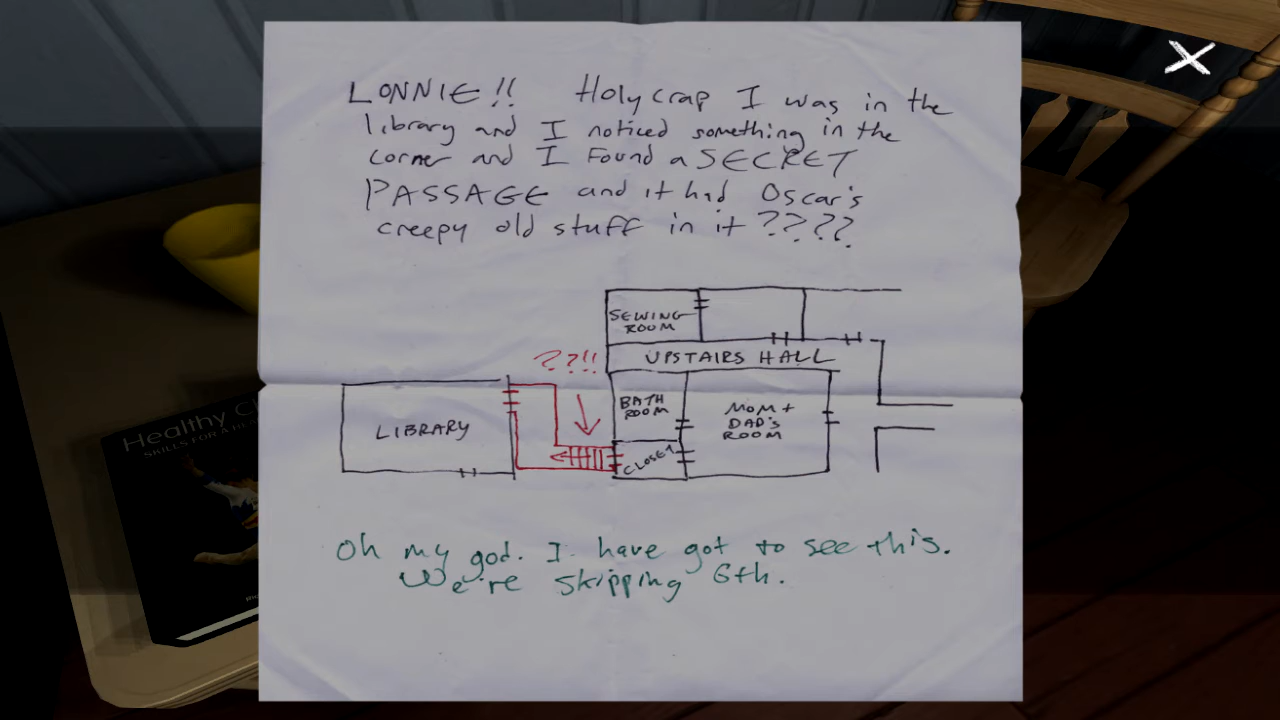 LONNIE!! Holy crap I was in the
library and I noticed something in the
corner and I found a SECRET
PASSAGE and it had Oscar's
creepy old stuff in it ????
SEWING
ROOM
??!!
UPSTAIRS HALL
BATH
ROOM
MOM +
DAD'S
ROOM
LIBRARY
CLOSET
Healthy
SKILLS FOR A
Oh my god. I have got to see this.
We're skipping 6th.